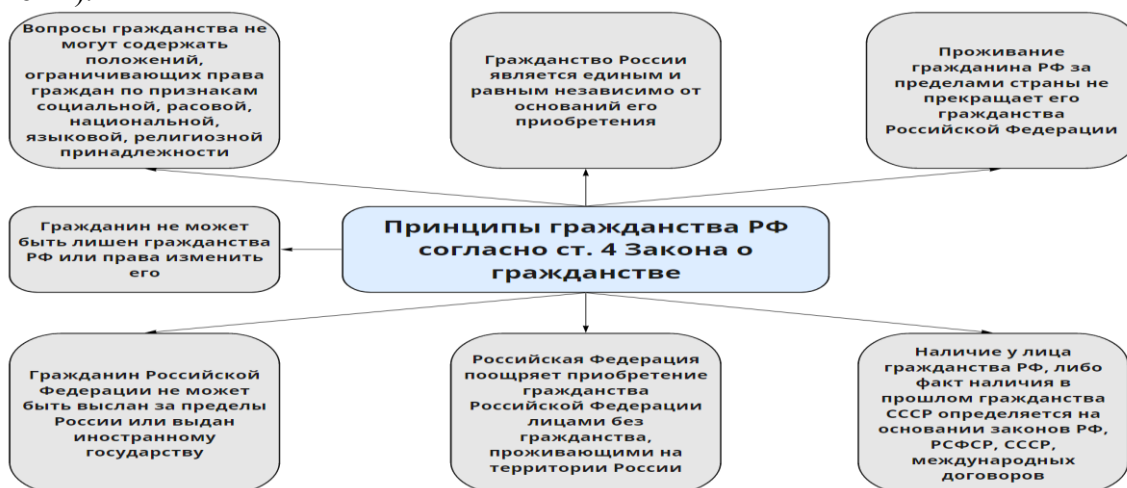 Вопросы гражданства не
могут содержать
положений,
ограничивающих права
граждан по признакам
социальной, расовой,
национальной,
языковой, религиозной
принадлежности
Гражданство России
является единым и
равным независимо от
оснований его
приобретения
Проживание
гражданина РФ за
пределами страны не
прекращает его
гражданства
Российской Федерации
Гражданин не может
быть лишен гражданства
РФ или права изменить
его
Принципы гражданства РФ
согласно ст. 4 Закона о
гражданстве
Гражданин Российской
Федерации не может
быть выслан за пределы
России или выдан
иностранному
государству
Российская Федерация
поощряет приобретение
гражданства
Российской Федерации
лицами без
гражданства,
проживающими на
территории России
Наличие у лица
гражданства РФ, либо
факт наличия в
прошлом гражданства
СССР определяется на
основании законов РФ,
РСФСР, СССР,
международных
договоров